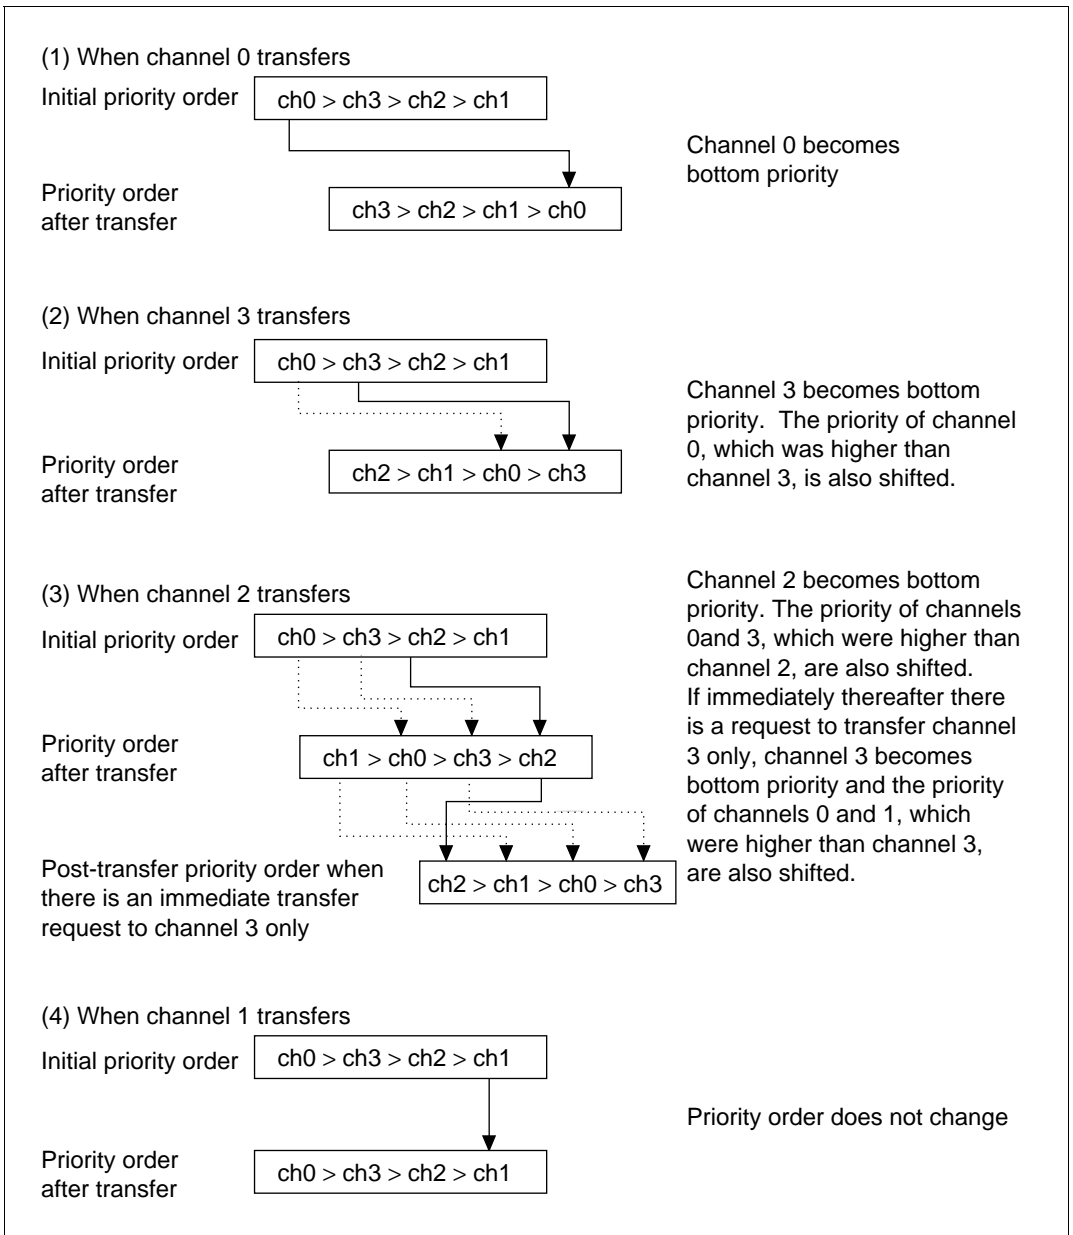 (1) When channel 0 transfers
Initial priority order
ch0 > ch3 > ch2 > ch1
Channel 0 becomes
bottom priority
Priority order
after transfer
ch3 > ch2 > ch1 > ch0
(2) When channel 3 transfers
Initial priority order
ch0 > ch3 > ch2 > ch1
Channel 3 becomes bottom
priority.  The priority of channel
0, which was higher than
channel 3, is also shifted.
Priority order
after transfer
ch2 > ch1 > ch0 > ch3
(3) When channel 2 transfers
Initial priority order
ch0 > ch3 > ch2 > ch1
Channel 2 becomes bottom
priority. The priority of channels
0and 3, which were higher than
channel 2, are also shifted.
If immediately thereafter there
is a request to transfer channel
3 only, channel 3 becomes
bottom priority and the priority
of channels 0 and 1, which
were higher than channel 3,
are also shifted.
Priority order
after transfer
ch1 > ch0 > ch3 > ch2
Post-transfer priority order when
there is an immediate transfer
request to channel 3 only
ch2 > ch1 > ch0 > ch3
(4) When channel 1 transfers
Initial priority order
ch0 > ch3 > ch2 > ch1
Priority order does not change
Priority order
after transfer
ch0 > ch3 > ch2 > ch1